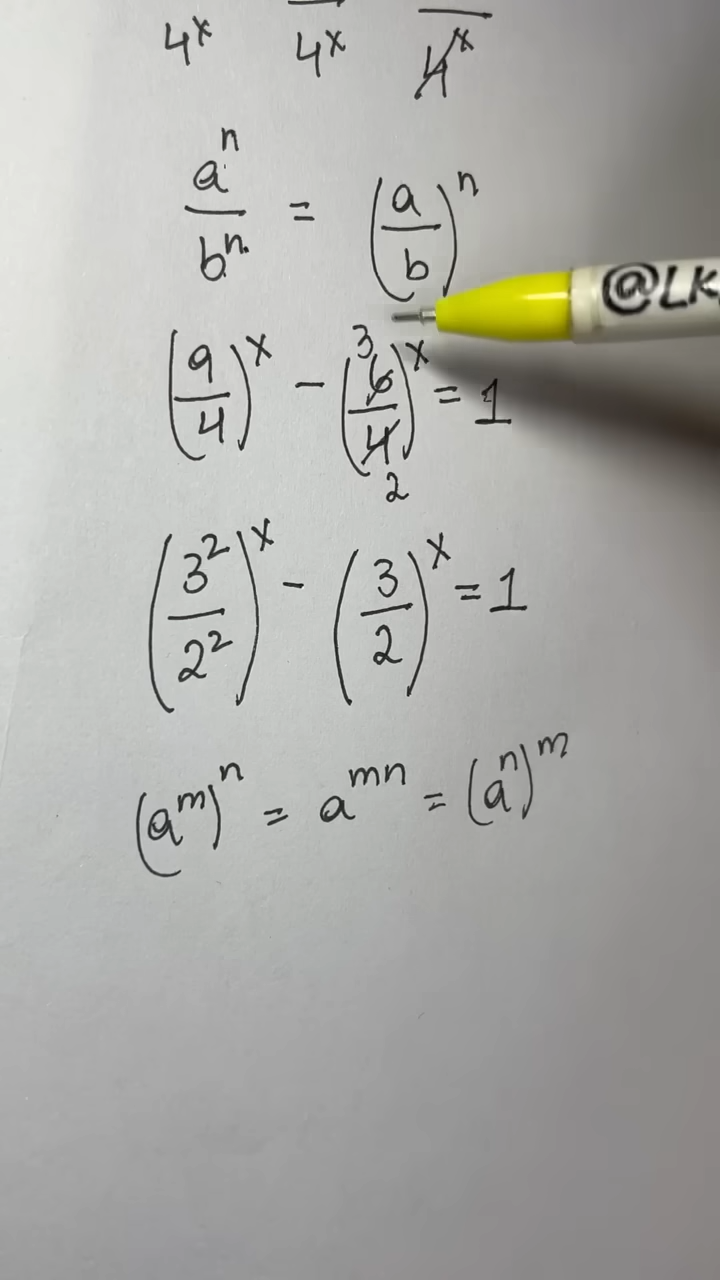 4^x 4^x 4^x
a^n/b^n = (a/b)^n
@LK
(9/4)^x - (6/4)^x = 1
3
2
(3^2/2^2)^x - (3/2)^x = 1
(a^m)^n = a^mn = (a^n)^m